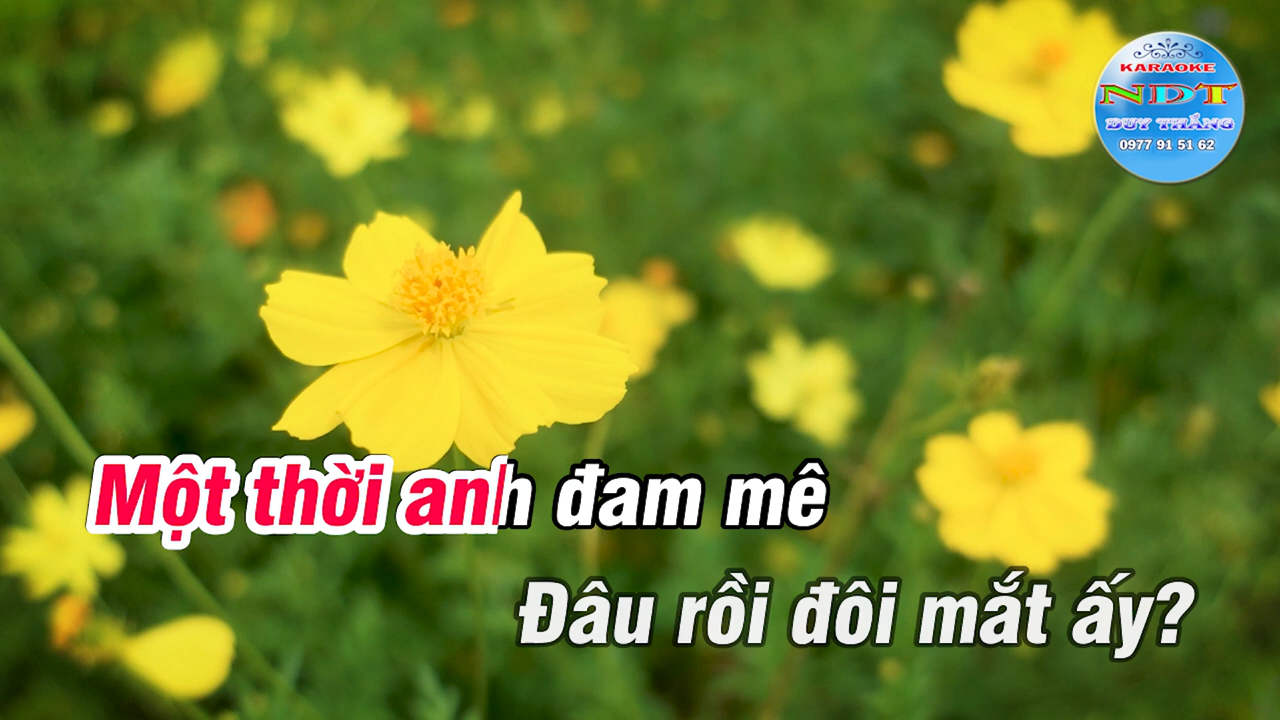 KARAOKE
NDT
DUY THẮNG
0977 91 51 62
Một thời anh đam mê
Đâu rồi đôi mắt ấy?